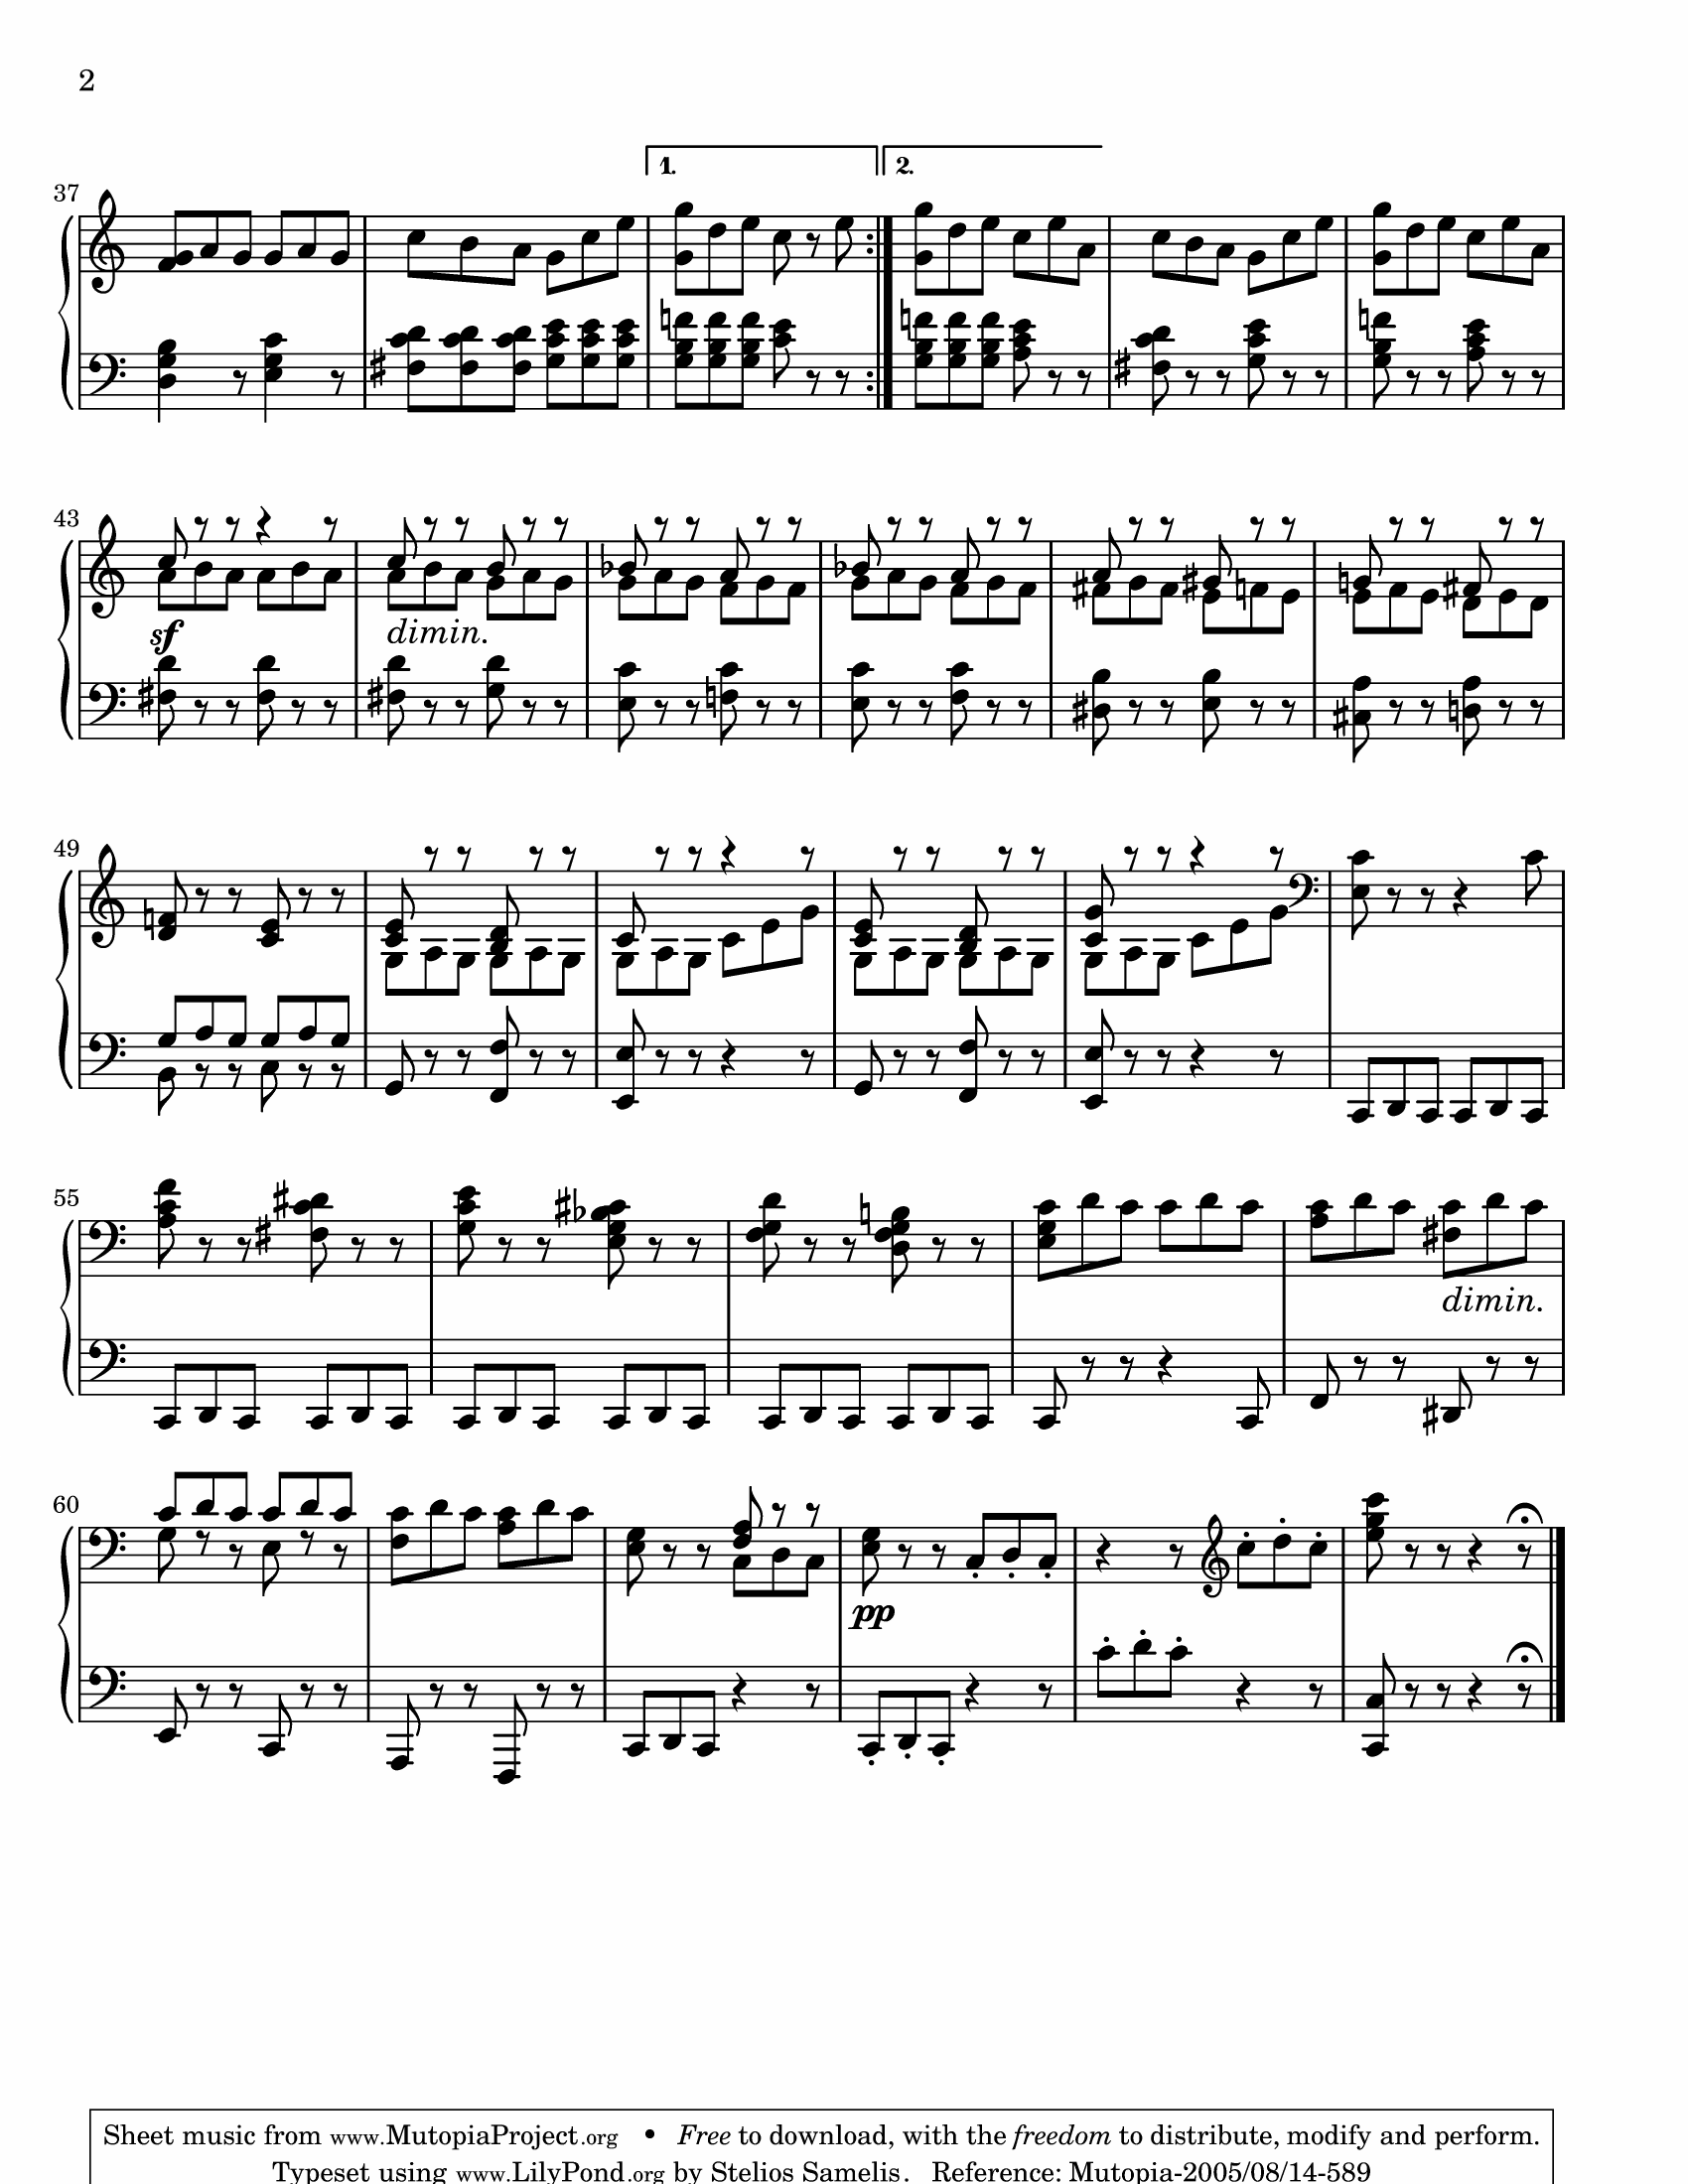 2
1. 2.
37
43
sf dimin.
49
55
dimin.
60
pp
Sheet music from www.MutopiaProject.org • Free to download, with the freedom to distribute, modify and perform.
Typeset using www.LilyPond.org by Stelios Samelis. Reference: Mutopia-2005/08/14-589